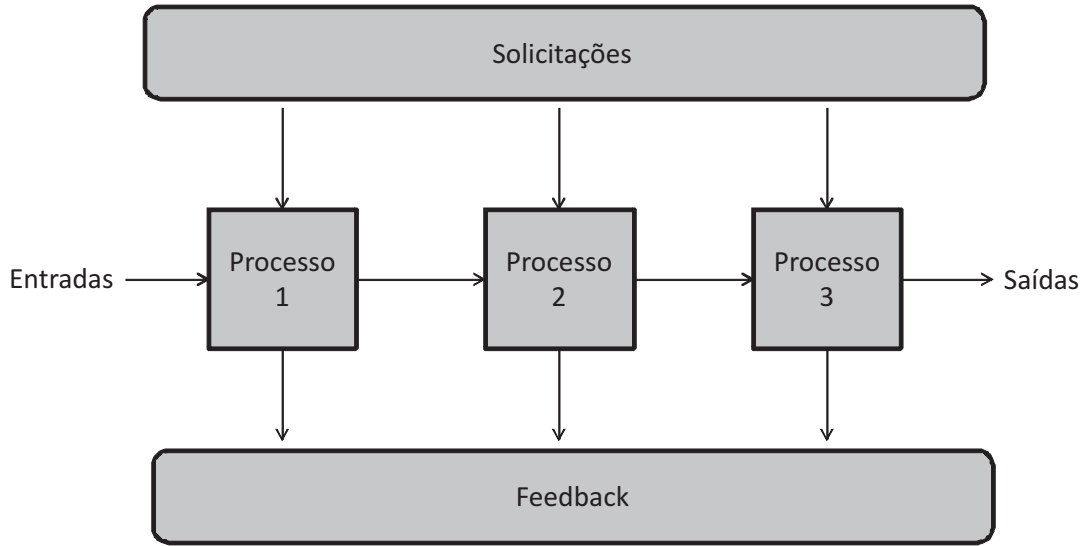 Solicitações
Entradas
Processo
1
Processo
2
Processo
3
Saídas
Feedback